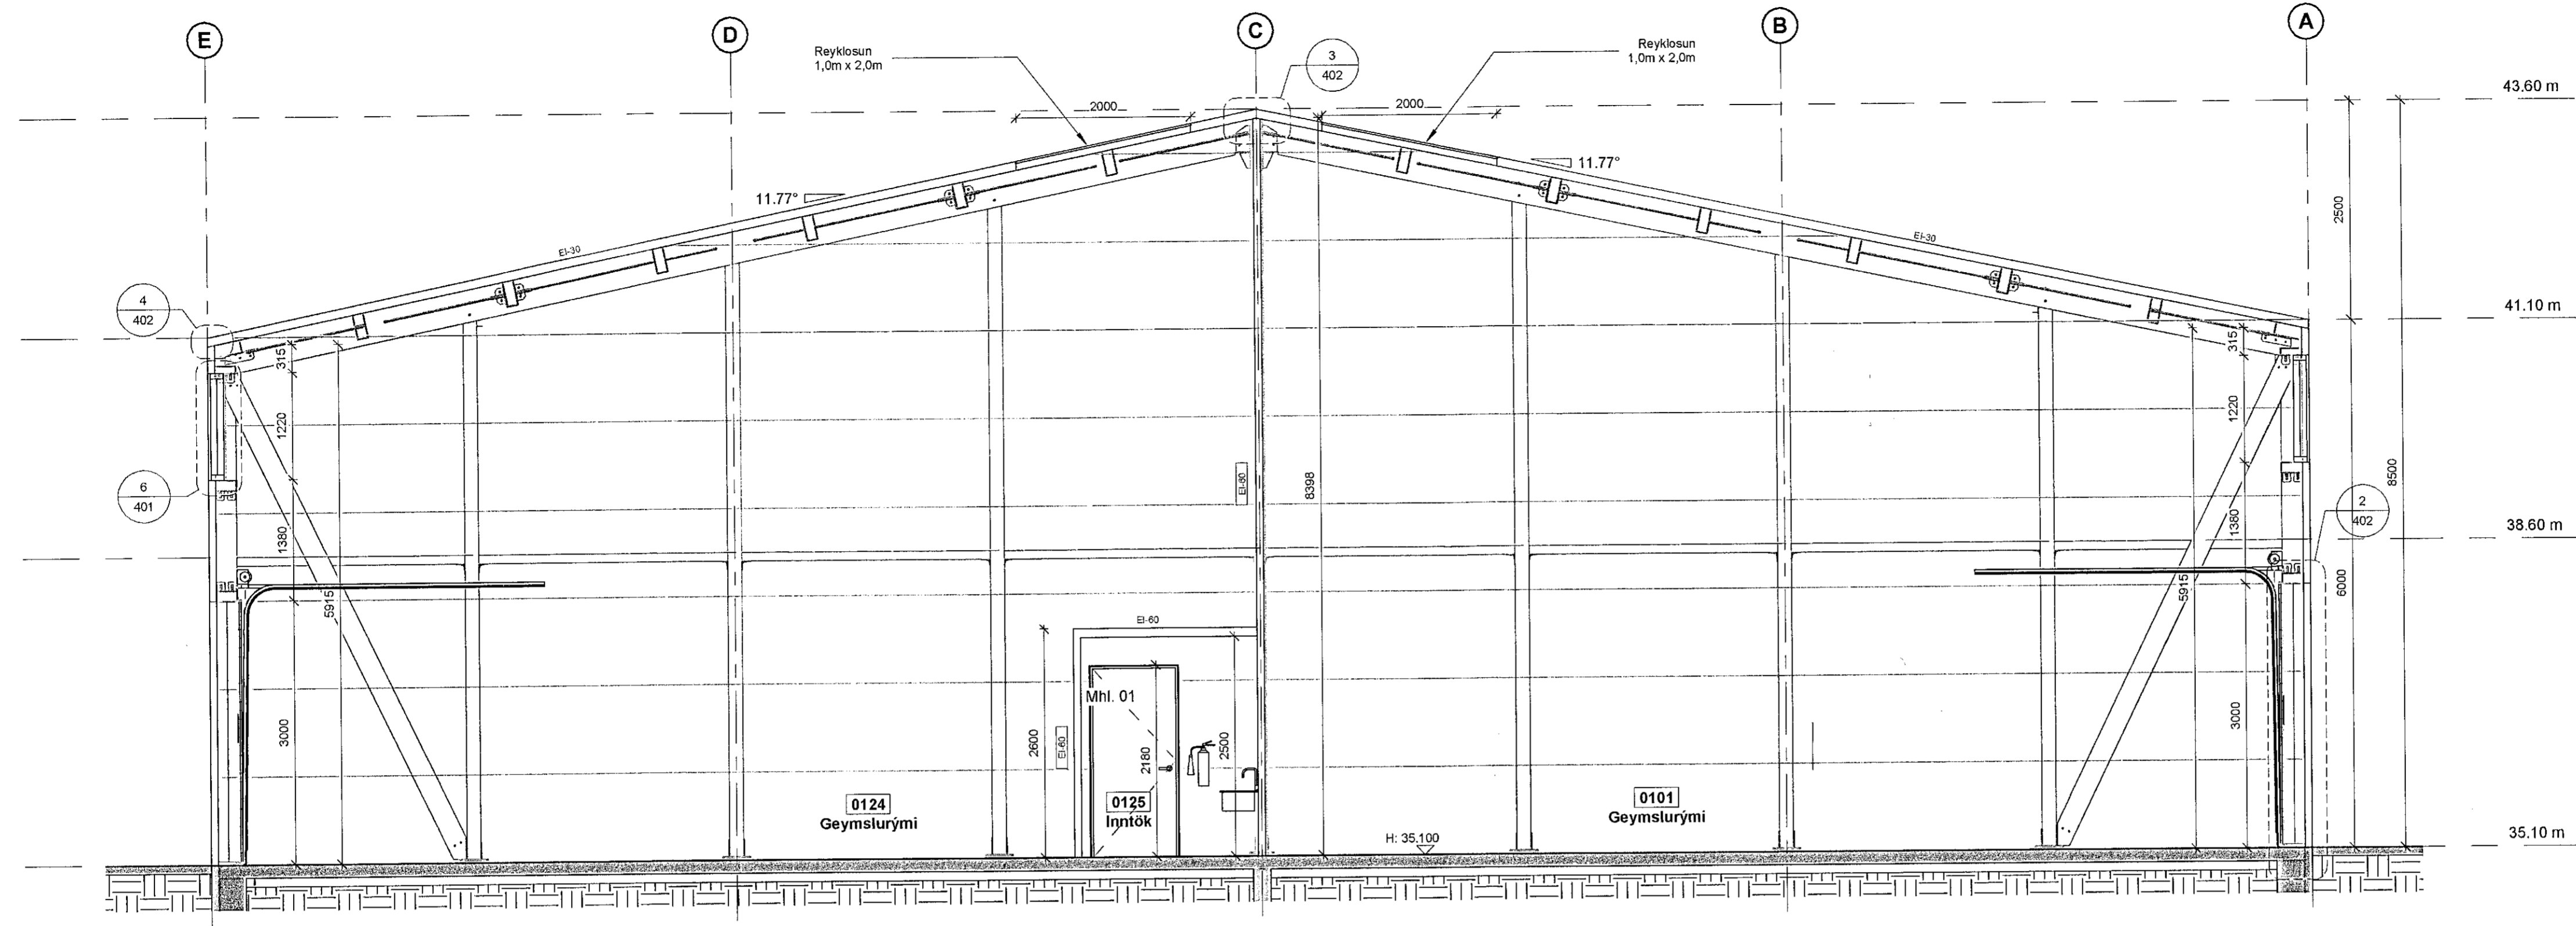 E
D
C
B
A
Reyklosun
1,0m x 2,0m
3
402
Reyklosun
1,0m x 2,0m
43.60 m
2000
2000
11.77°
11.77°
2500
EI-30
EI-30
4
402
41.10 m
315
315
1220
1220
6
401
EI-60
8398
8500
2
402
1380
1380
38.60 m
5915
5915
6000
EI-60
Mhl. 01
3000
2600
EI-60
2180
2500
3000
0124
Geymslurými
0125
Inntök
0101
Geymslurými
H: 35.100
35.10 m